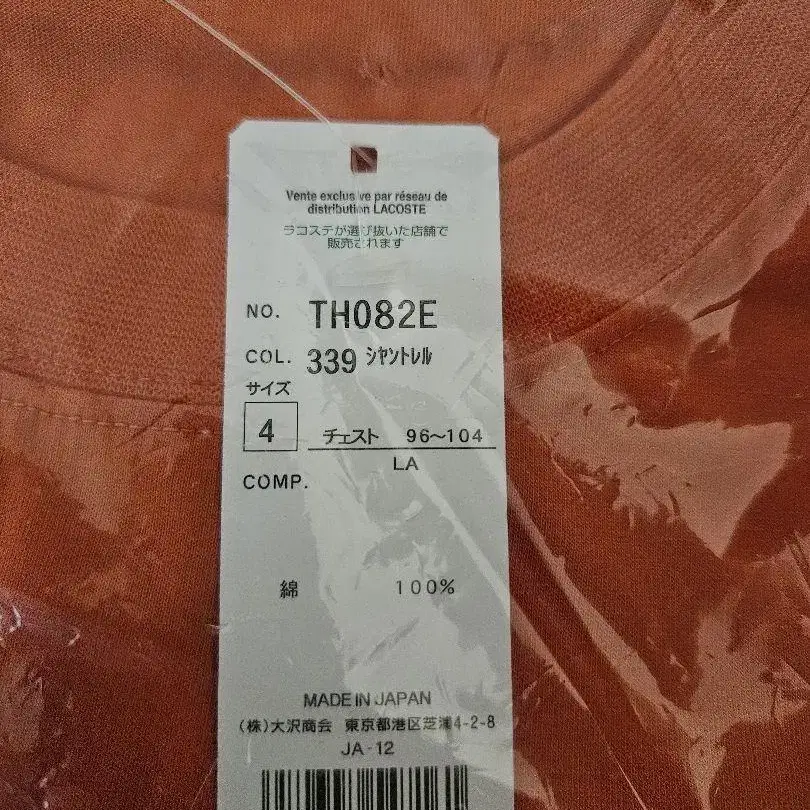 Vente exclusive par réseau de
distribution LACOSTE
ラコステが選び抜いた店舗で
販売されます
NO. TH082E
COL. 339 ｼﾔﾝﾄﾚﾙ
サイズ
4 チェスト 96〜104
LA
COMP.
綿 100%
MADE IN JAPAN
(株)大沢商会 東京都港区芝浦4-2-8
JA-12